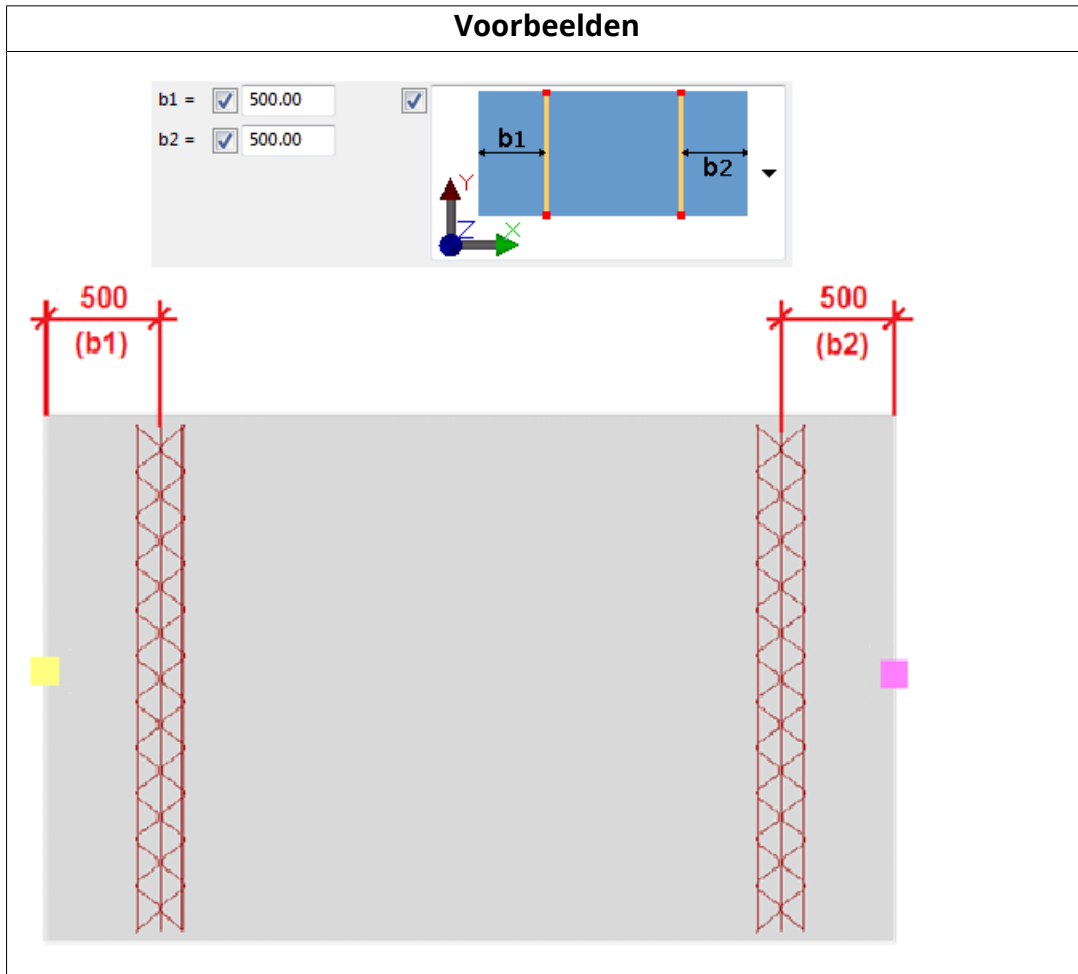 Voorbeelden
b1 = 500.00
b2 = 500.00
b1
b2
Y
Z
X
500
(b1)
500
(b2)